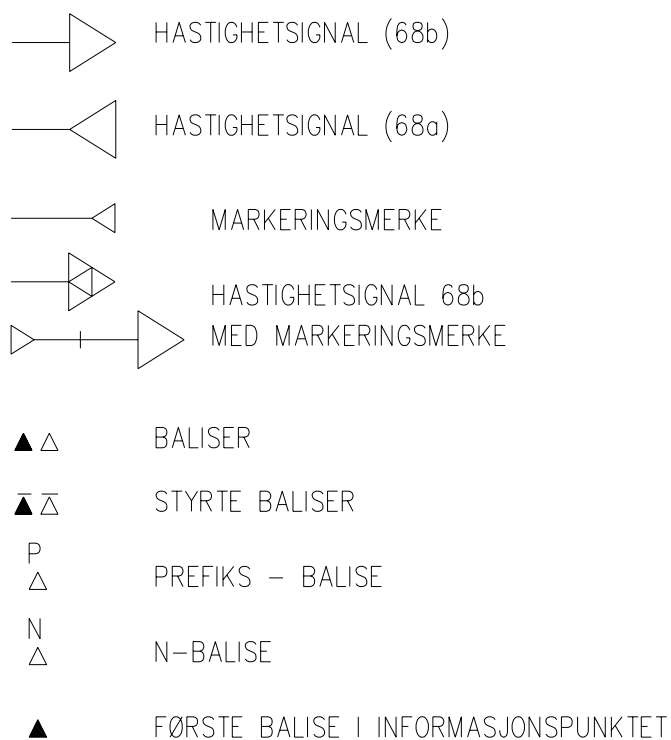 HASTIGHETSIGNAL (68b)
HASTIGHETSIGNAL (68a)
MARKERINGSMERKE
HASTIGHETSIGNAL 68b
MED MARKERINGSMERKE
BALISER
STYRTE BALISER
P
PREFIKS - BALISE
N
N-BALISE
FØRSTE BALISE I INFORMASJONSPUNKTET